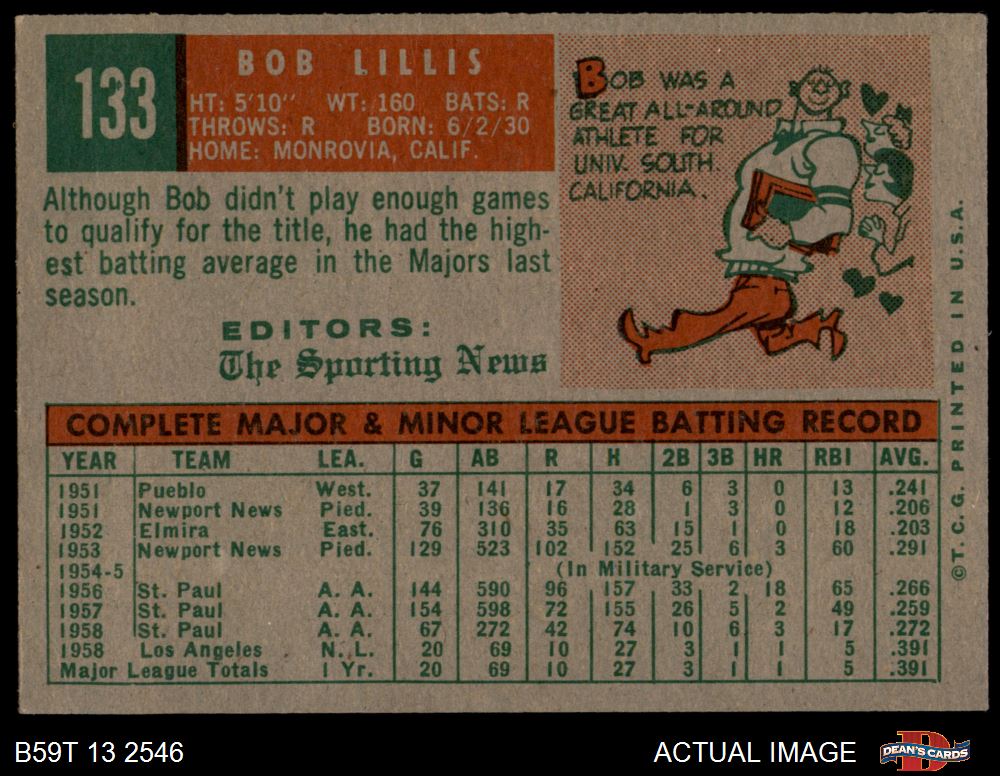 133
BOB LILLIS
HT: 5'10" WT: 160 BATS: R
THROWS: R BORN: 6/2/30
HOME: MONROVIA, CALIF.
BOB WAS A
GREAT ALL-AROUND
ATHLETE FOR
UNIV. SOUTH.
CALIFORNIA.
Although Bob didn't play enough games
to qualify for the title, he had the high-
est batting average in the Majors last
season.
EDITORS:
The Sporting News
COMPLETE MAJOR & MINOR LEAGUE BATTING RECORD
YEAR TEAM LEA. G AB R H 2B 3B HR RBI AVG.
1951 Pueblo West. 37 141 17 34 6 3 0 13 .241
1951 Newport News Pied. 39 136 16 28 1 3 0 12 .206
1952 Elmira East. 76 310 35 63 15 1 0 18 .203
1953 Newport News Pied. 129 523 102 152 25 6 3 60 .291
1954-5 (In Military Service)
1956 St. Paul A. A. 144 590 96 157 33 2 18 65 .266
1957 St. Paul A. A. 154 598 72 155 26 5 2 49 .259
1958 St. Paul A. A. 67 272 42 74 10 6 3 17 .272
1958 Los Angeles N. L. 20 69 10 27 3 1 1 5 .391
Major League Totals 1 Yr. 20 69 10 27 3 1 1 5 .391
©T. C. G. PRINTED IN U.S.A.
B59T 13 2546
ACTUAL IMAGE
D
DEAN'S CARDS